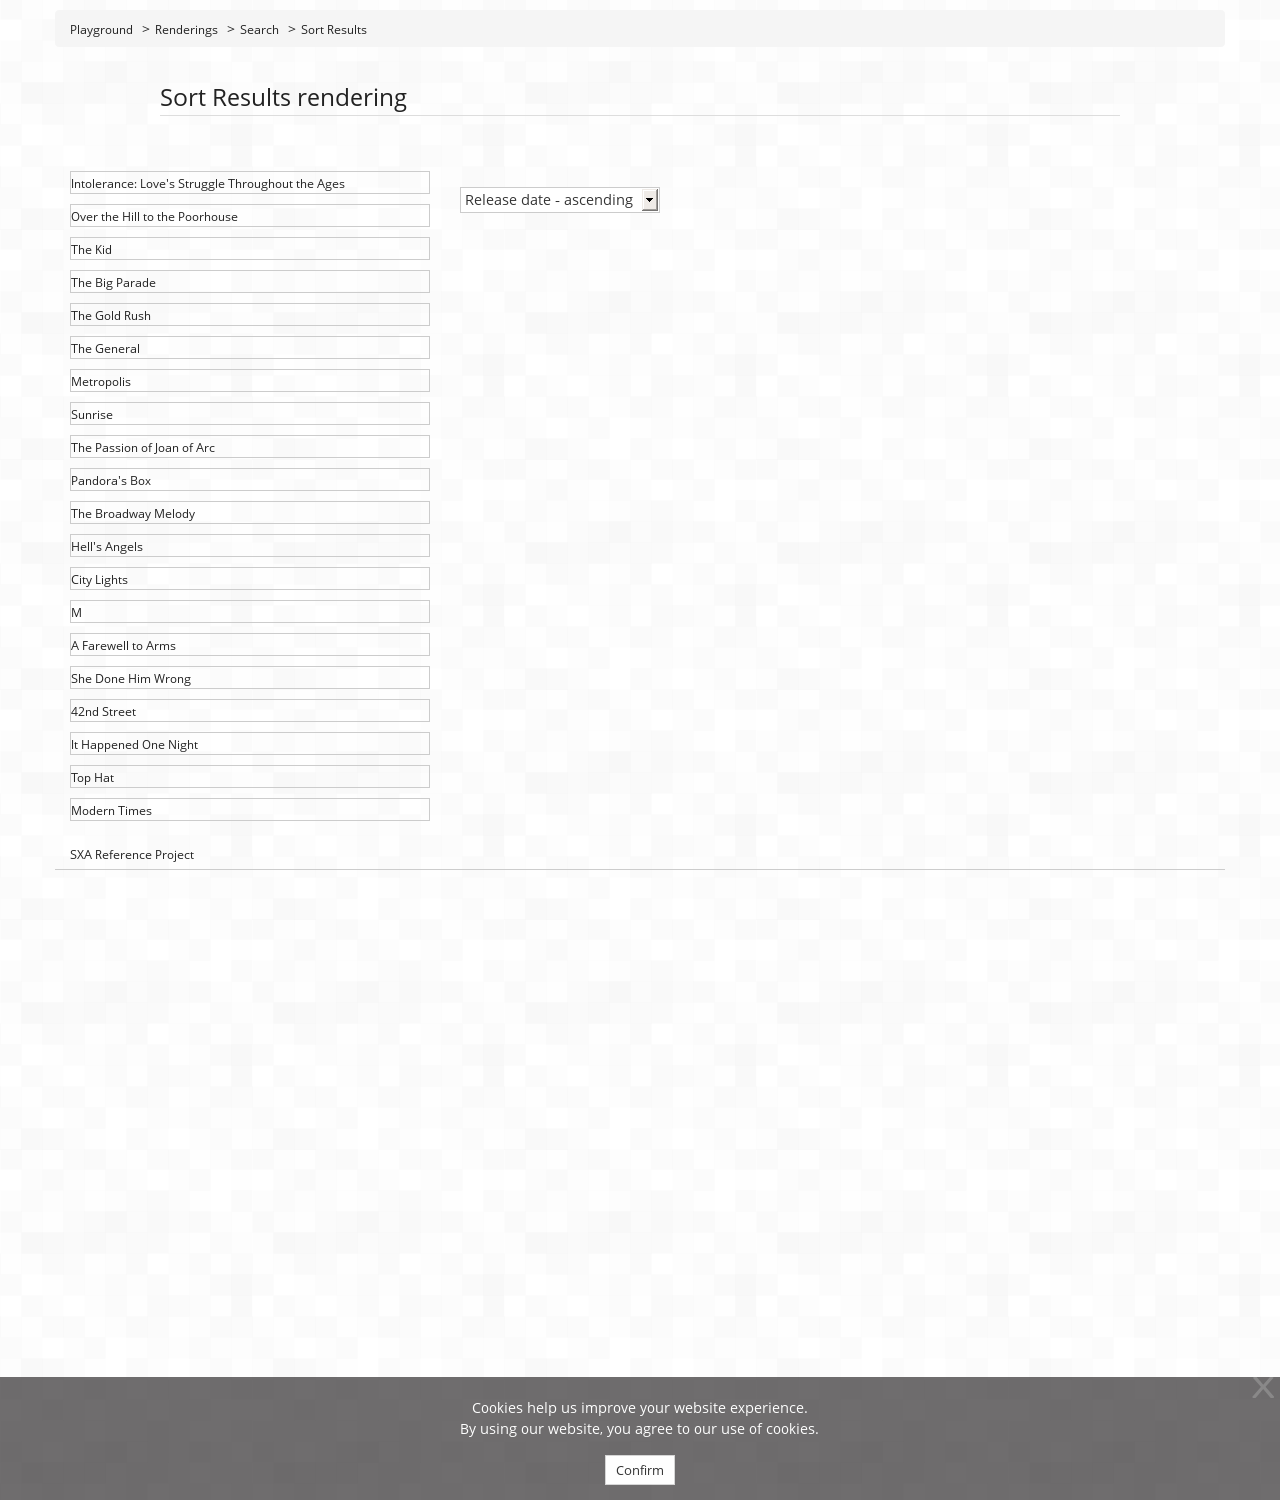 Playground > Renderings > Search > Sort Results
Sort Results rendering
Intolerance: Love's Struggle Throughout the Ages
Release date - ascending
Over the Hill to the Poorhouse
The Kid
The Big Parade
The Gold Rush
The General
Metropolis
Sunrise
The Passion of Joan of Arc
Pandora's Box
The Broadway Melody
Hell's Angels
City Lights
M
A Farewell to Arms
She Done Him Wrong
42nd Street
It Happened One Night
Top Hat
Modern Times
SXA Reference Project
X
Cookies help us improve your website experience.
By using our website, you agree to our use of cookies.
Confirm